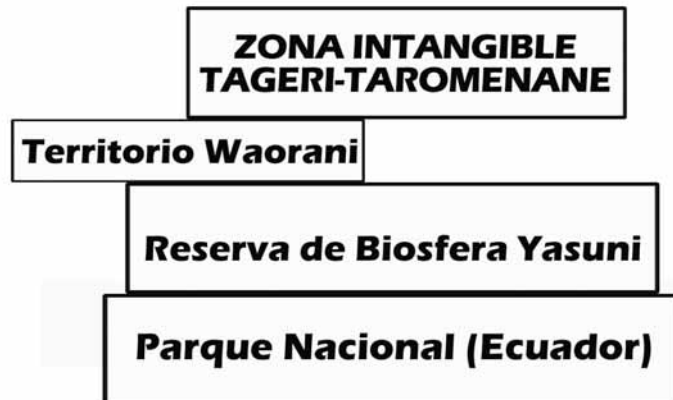 ZONA INTANGIBLE
TAGERI-TAROMENANE
Territorio Waorani
Reserva de Biosfera Yasuni
Parque Nacional (Ecuador)